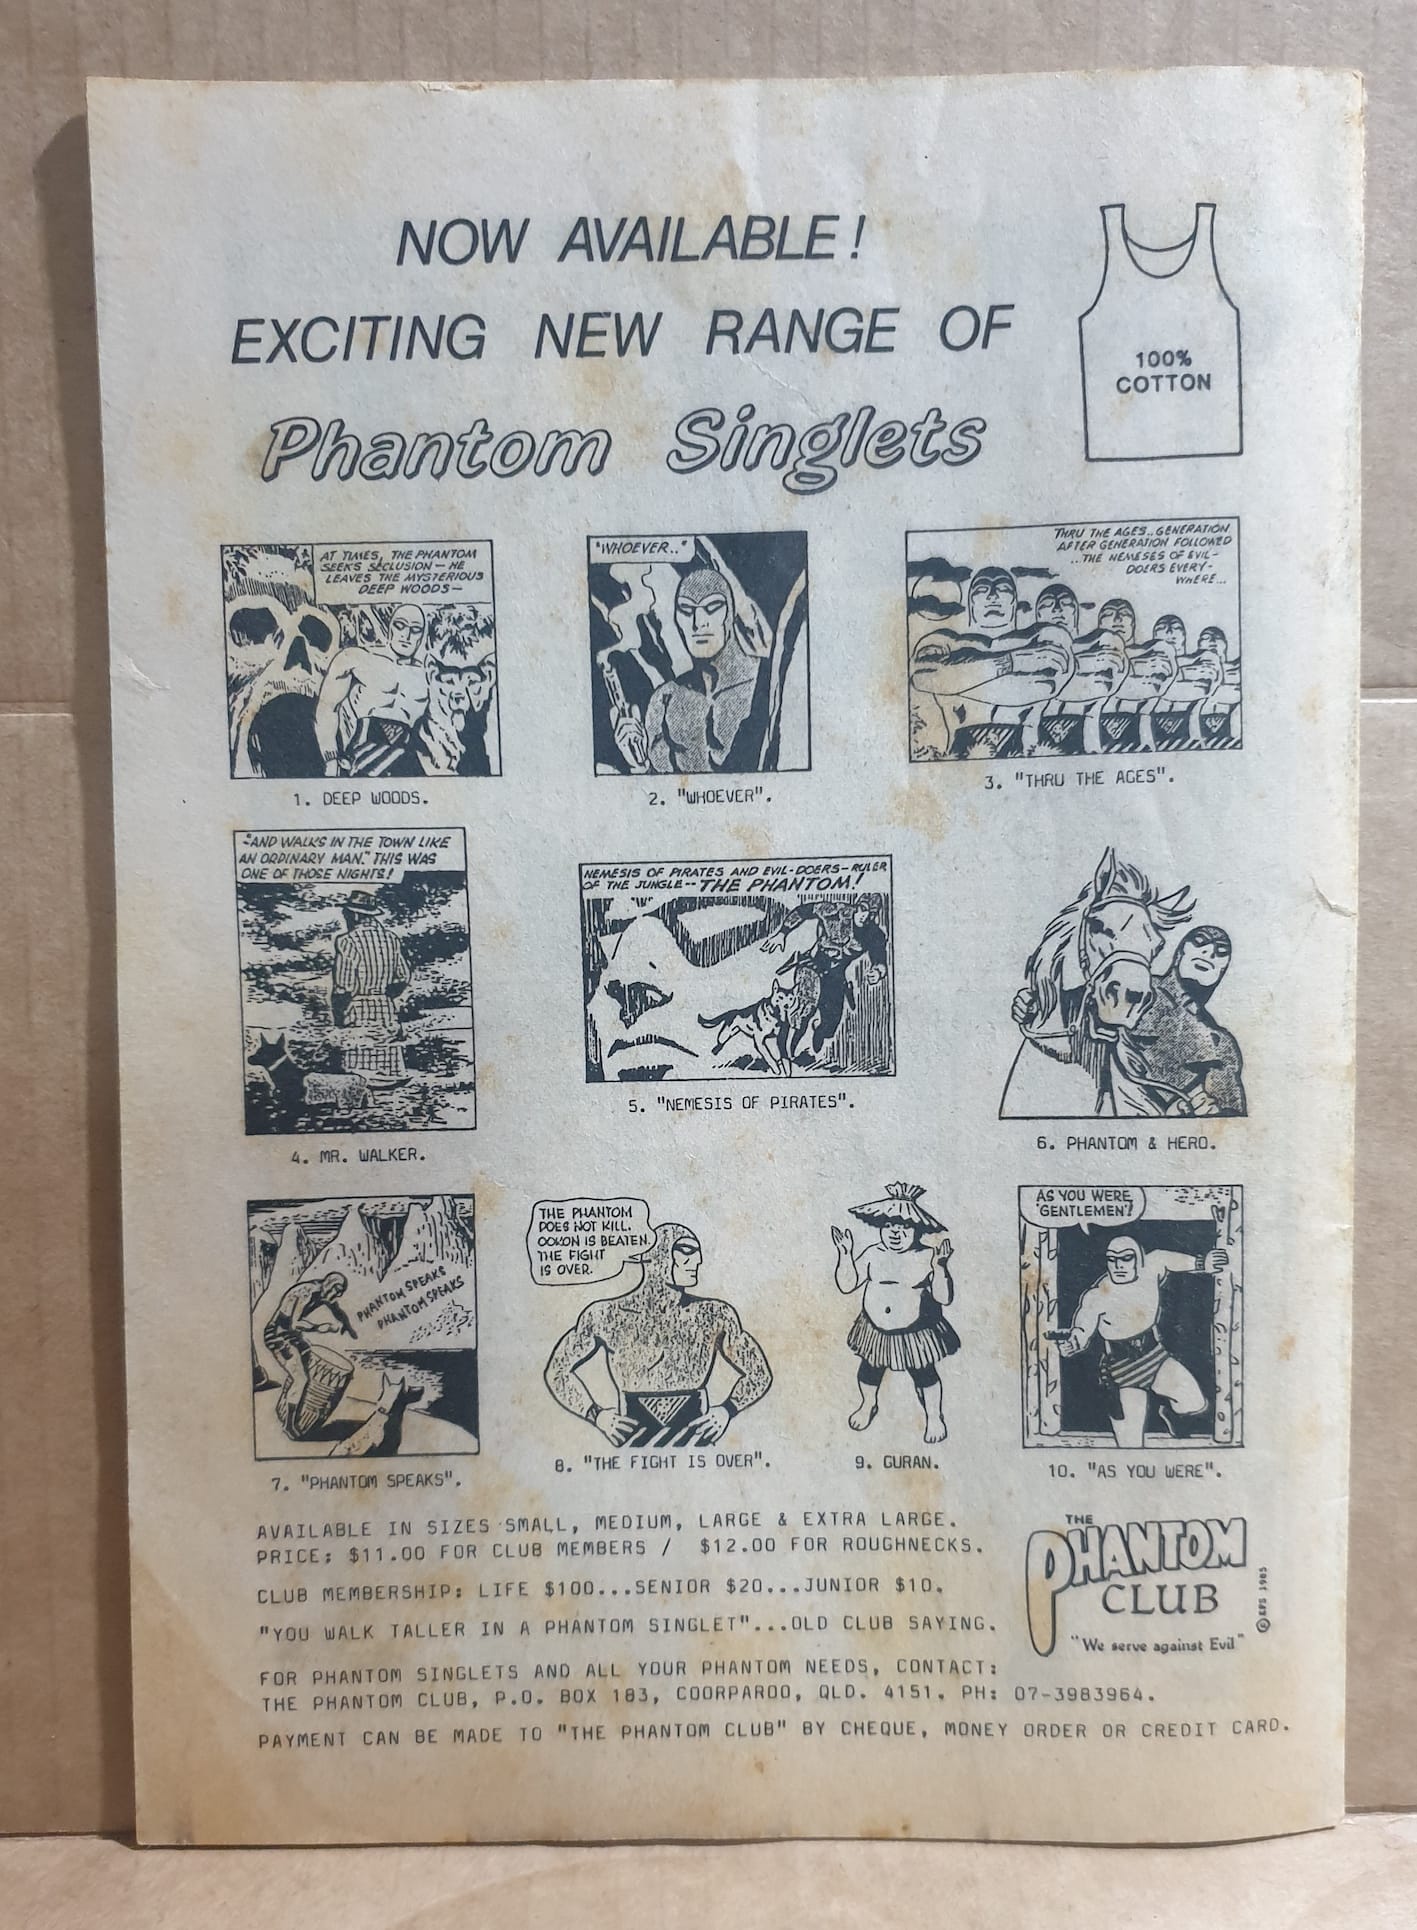 NOW AVAILABLE!
EXCITING NEW RANGE OF
Phantom Singlets
100%
COTTON
AT TIMES, THE PHANTOM
SEEKS SECLUSION — HE
LEAVES THE MYSTERIOUS
DEEP WOODS—
1. DEEP WOODS.
"WHOEVER.."
2. "WHOEVER".
THRU THE AGES..GENERATION
AFTER GENERATION FOLLOWED
...THE NEMESES OF EVIL-
DOERS EVERY-
WHERE...
3. "THRU THE AGES".
"AND WALKS IN THE TOWN LIKE
AN ORDINARY MAN." THIS WAS
ONE OF THOSE NIGHTS!
4. MR. WALKER.
NEMESIS OF PIRATES AND EVIL-DOERS—RULER
OF THE JUNGLE--THE PHANTOM!
5. "NEMESIS OF PIRATES".
6. PHANTOM & HERO.
PHANTOM SPEAKS
PHANTOM SPEAKS
7. "PHANTOM SPEAKS".
THE PHANTOM
DOES NOT KILL.
IS BEATEN.
THE FIGHT
IS OVER.
8. "THE FIGHT IS OVER".
9. GURAN.
AS YOU WERE,
'GENTLEMEN'!
10. "AS YOU WERE".
AVAILABLE IN SIZES SMALL, MEDIUM, LARGE & EXTRA LARGE.
PRICE: $11.00 FOR CLUB MEMBERS / $12.00 FOR ROUGHNECKS.
CLUB MEMBERSHIP: LIFE $100...SENIOR $20...JUNIOR $10.
"YOU WALK TALLER IN A PHANTOM SINGLET"...OLD CLUB SAYING.
THE
PHANTOM
CLUB
"We serve against Evil"
© KFS 1985
FOR PHANTOM SINGLETS AND ALL YOUR PHANTOM NEEDS, CONTACT:
THE PHANTOM CLUB, P.O. BOX 183, COORPAROO, QLD. 4151. PH: 07-3983964.
PAYMENT CAN BE MADE TO "THE PHANTOM CLUB" BY CHEQUE, MONEY ORDER OR CREDIT CARD.